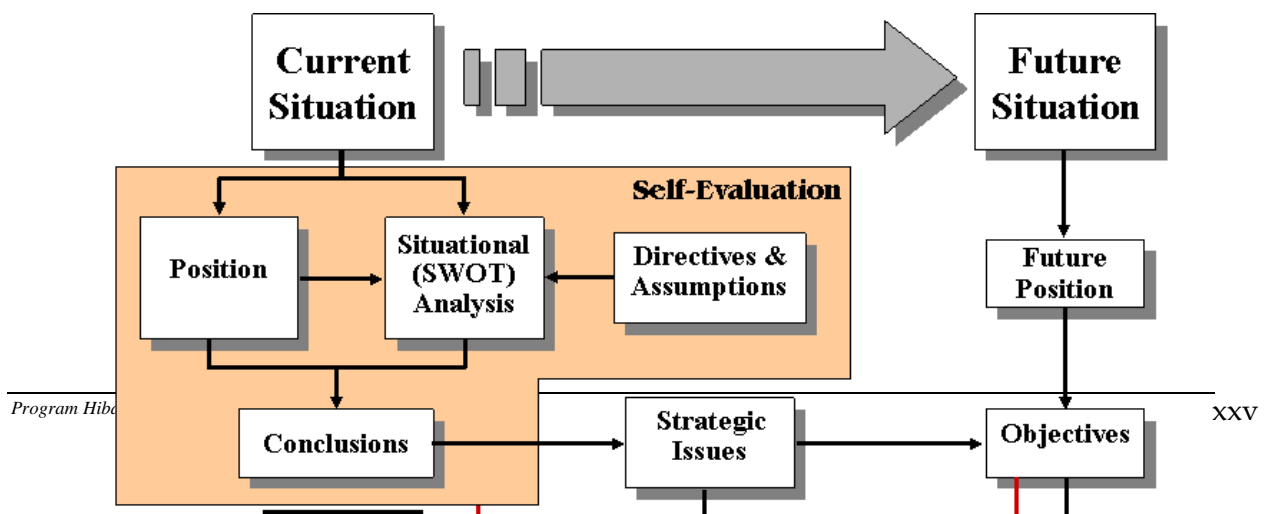 Current
Situation
Future
Situation
Self-Evaluation
Position
Situational
(SWOT)
Analysis
Directives &
Assumptions
Future
Position
Program
XXV
Conclusions
Strategic
Issues
Objectives